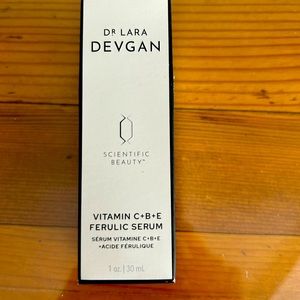 DR LARA
DEVGAN
SCIENTIFIC
BEAUTY™
VITAMIN C+B+E
FERULIC SERUM
SÉRUM VITAMINE C+B+E
+ACIDE FÉRULIQUE
1 oz. | 30 mL